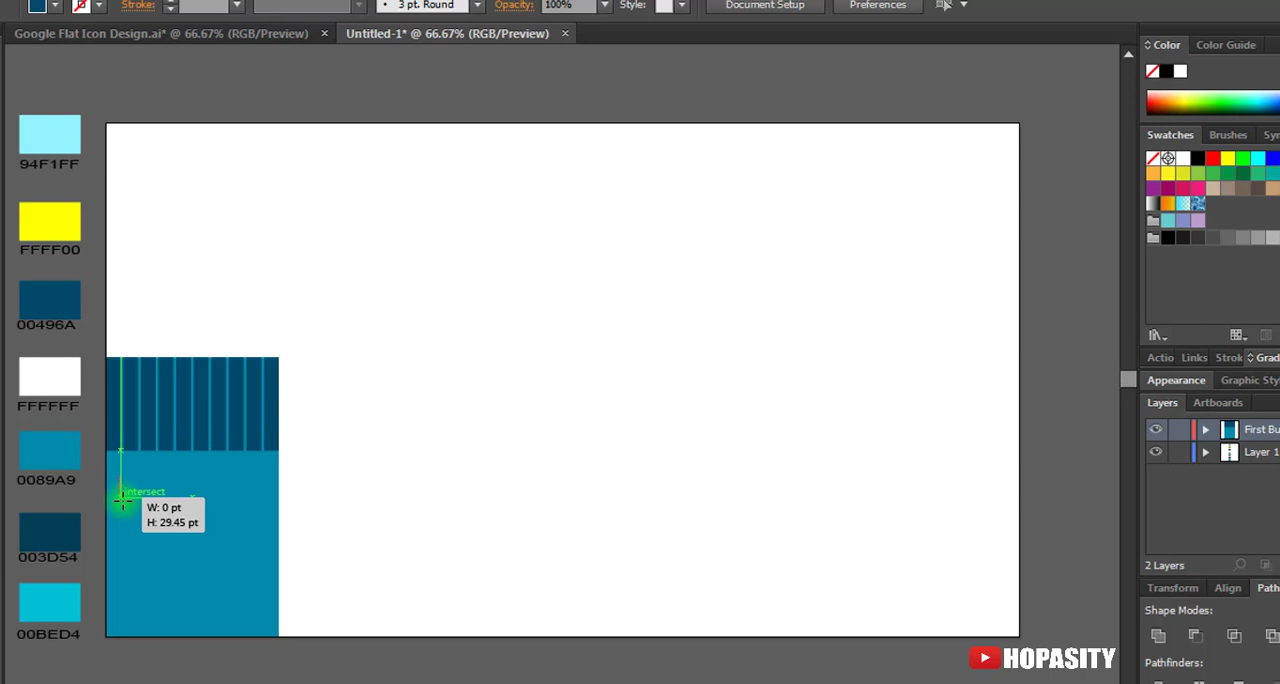 Stroke:
3 pt. Round
Opacity:
100%
Style:
Document Setup
Preferences
Google Flat Icon Design.ai* @ 66.67% (RGB/Preview)
Untitled-1* @ 66.67% (RGB/Preview)
Color
Color Guide
94F1FF
Swatches
Brushes
FFFF00
00496A
Actio
Links
Strok
Appearance
Layers
Artboards
FFFFFF
First Bu
Layer 1
0089A9
intersect
W: 0 pt
H: 29.45 pt
003D54
2 Layers
Transform
Align
00BED4
Shape Modes:
Pathfinders:
HOPASITY